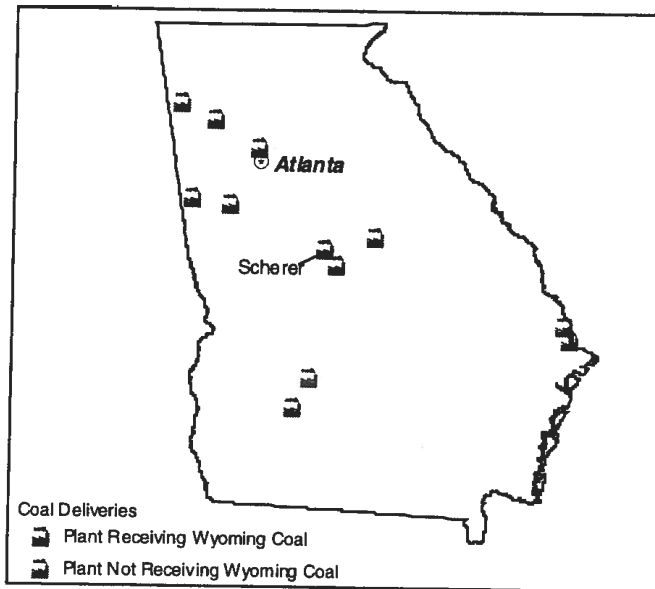 Atlanta
Scherer
Coal Deliveries
Plant Receiving Wyoming Coal
Plant Not Receiving Wyoming Coal